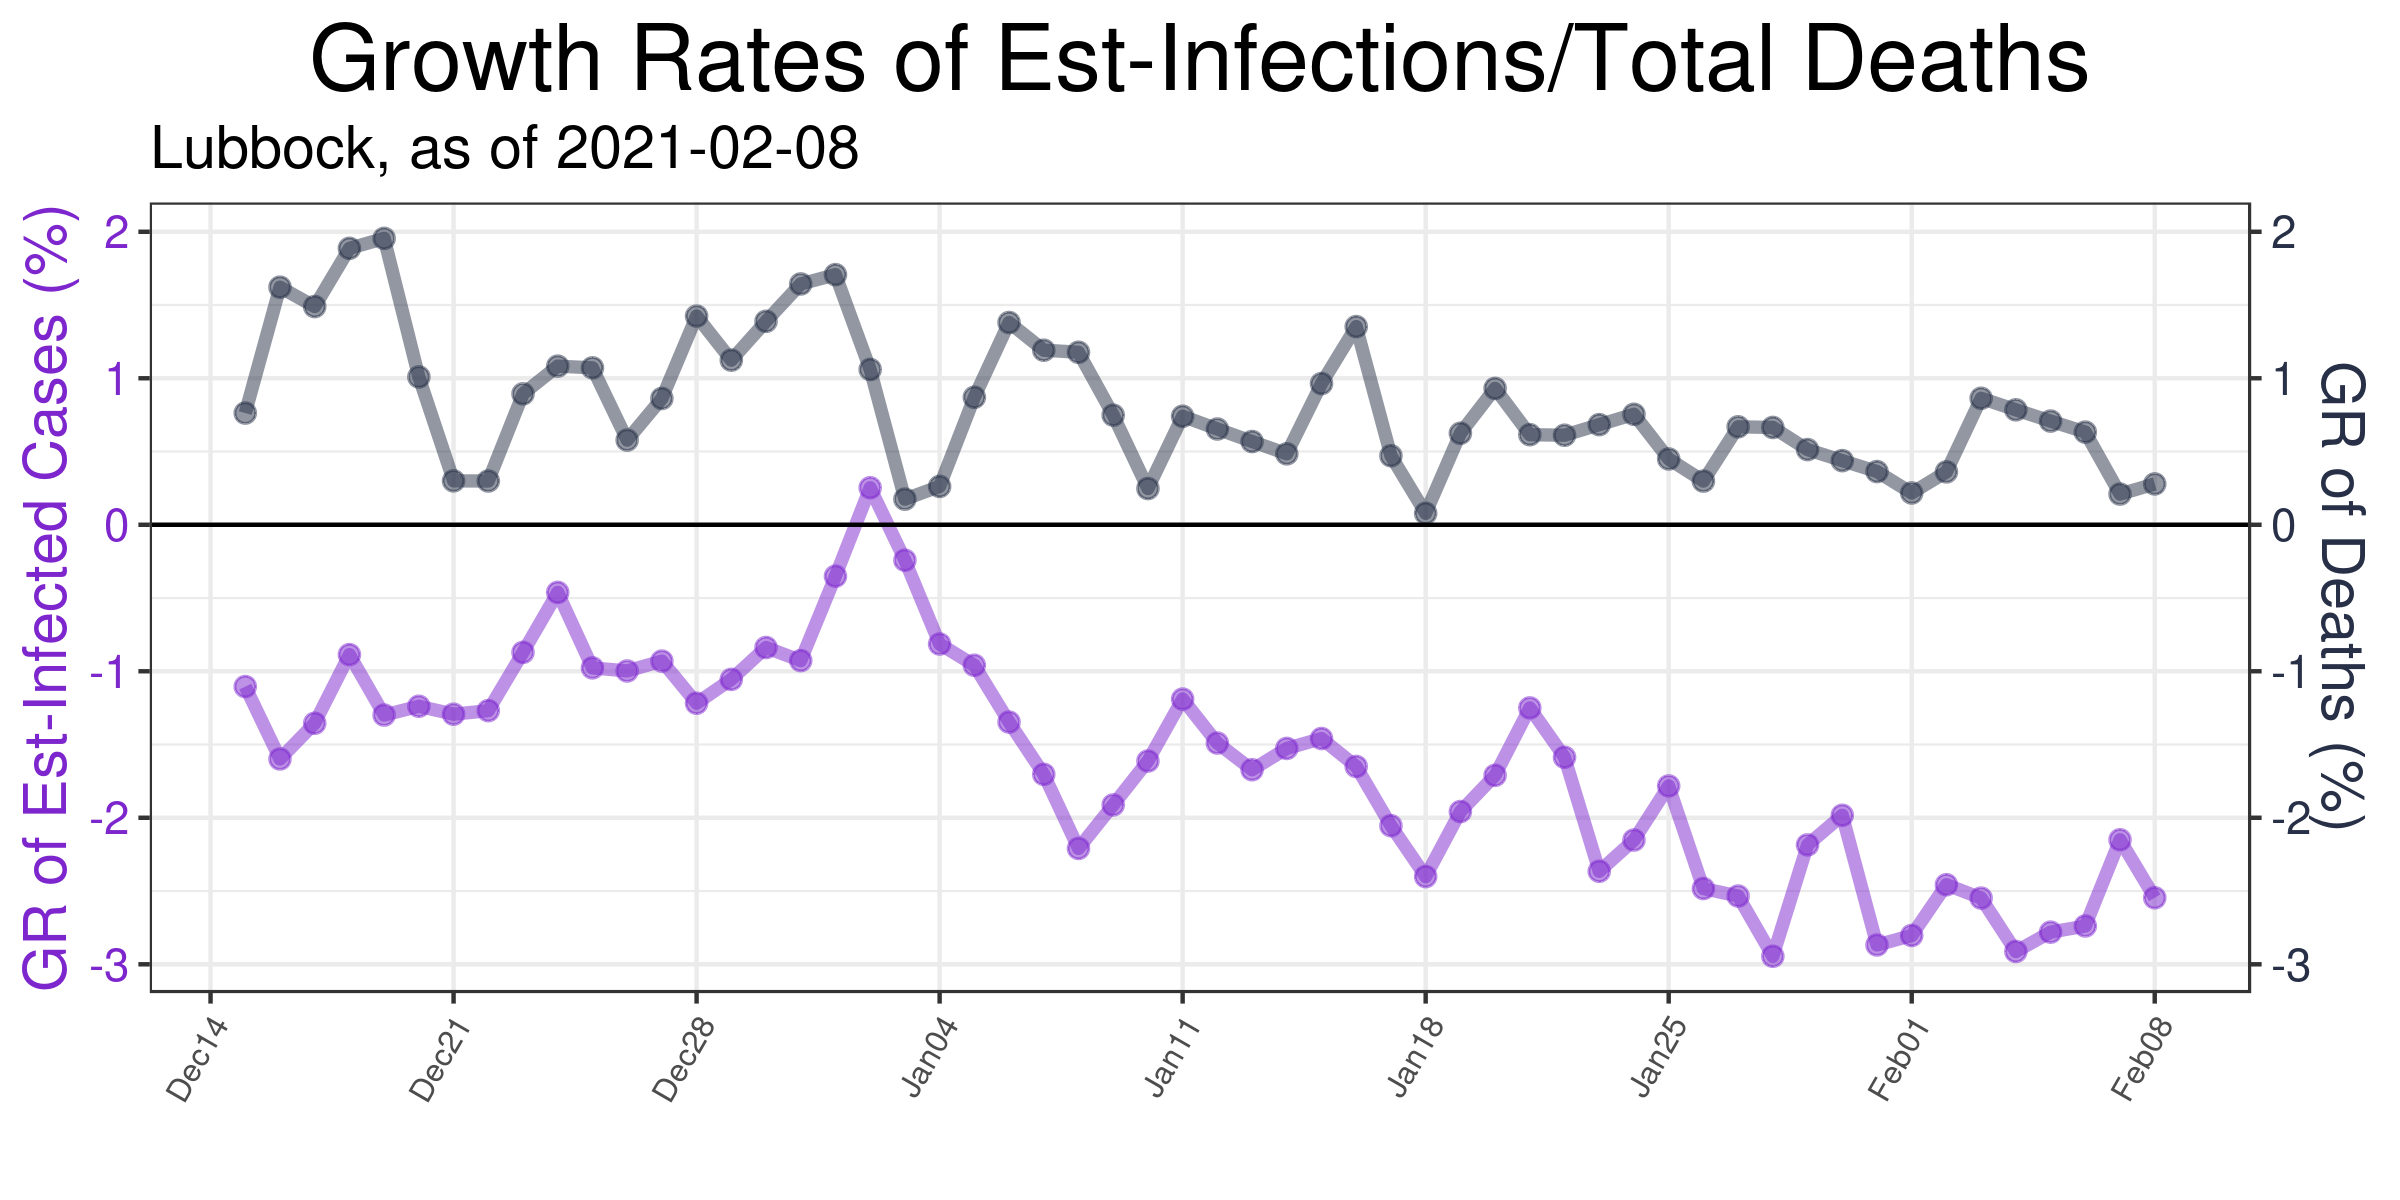 Growth Rates of Est-Infections/Total Deaths
Lubbock, as of 2021-02-08
GR of Est-Infected Cases (%)
2
1
0
-1
-2
-3
2
1
0
-1
-2
-3
GR of Deaths (%)
Dec14
Dec21
Dec28
Jan04
Jan11
Jan18
Jan25
Feb01
Feb08